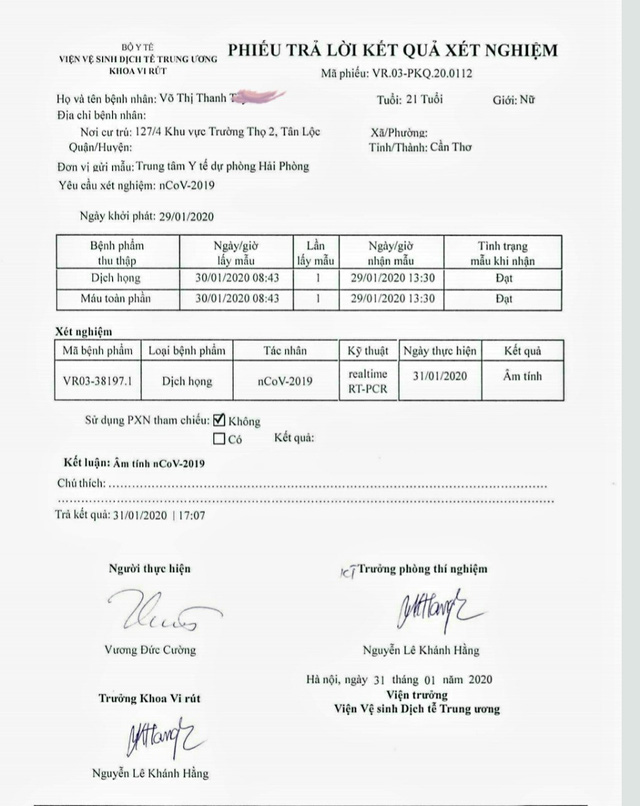 BỘ Y TẾ
VIỆN VỆ SINH DỊCH TỄ TRUNG ƯƠNG
KHOA VI RÚT
PHIẾU TRẢ LỜI KẾT QUẢ XÉT NGHIỆM
Mã phiếu: VR.03-PKQ.20.0112
Họ và tên bệnh nhân: Võ Thị Thanh Tuổi: 21 Tuổi Giới: Nữ
Địa chỉ bệnh nhân:
Nơi cư trú: 127/4 Khu vực Trường Thọ 2, Tân Lộc Xã/Phường:
Quận/Huyện: Tỉnh/Thành: Cần Thơ
Đơn vị gửi mẫu: Trung tâm Y tế dự phòng Hải Phòng
Yêu cầu xét nghiệm: nCoV-2019
Ngày khởi phát: 29/01/2020
Bệnh phẩm thu thập Ngày/giờ lấy mẫu Lần lấy mẫu Ngày/giờ nhận mẫu Tình trạng mẫu khi nhận
Dịch họng 30/01/2020 08:43 1 29/01/2020 13:30 Đạt
Máu toàn phần 30/01/2020 08:43 1 29/01/2020 13:30 Đạt
Xét nghiệm
Mã bệnh phẩm Loại bệnh phẩm Tác nhân Kỹ thuật Ngày thực hiện Kết quả
VR03-38197.1 Dịch họng nCoV-2019 realtime RT-PCR 31/01/2020 Âm tính
Sử dụng PXN tham chiếu: Không
Có Kết quả:
Kết luận: Âm tính nCoV-2019
Chú thích:
Trả kết quả: 31/01/2020 | 17:07
Người thực hiện KT Trưởng phòng thí nghiệm
Vương Đức Cường Nguyễn Lê Khánh Hằng
Hà nội, ngày 31 tháng 01 năm 2020
Trưởng Khoa Vi rút Viện trưởng
Viện Vệ sinh Dịch tễ Trung ương
Nguyễn Lê Khánh Hằng